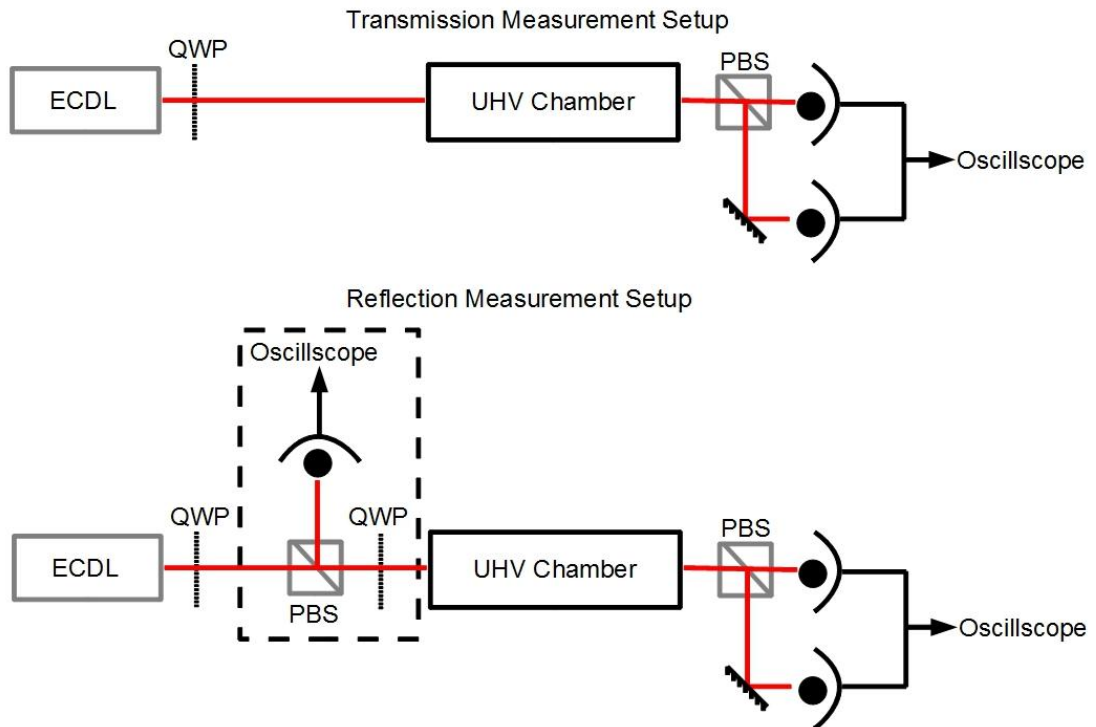 Transmission Measurement Setup
QWP
PBS
ECDL
UHV Chamber
Oscillscope
Reflection Measurement Setup
Oscillscope
QWP
QWP
PBS
ECDL
UHV Chamber
PBS
Oscillscope